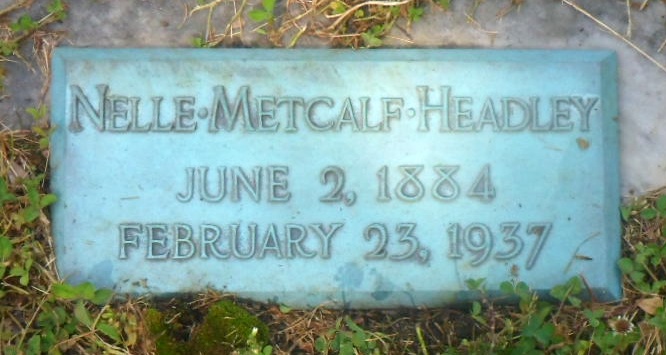 NELLE·METCALF·HEADLEY
JUNE 2, 1884
FEBRUARY 23, 1937